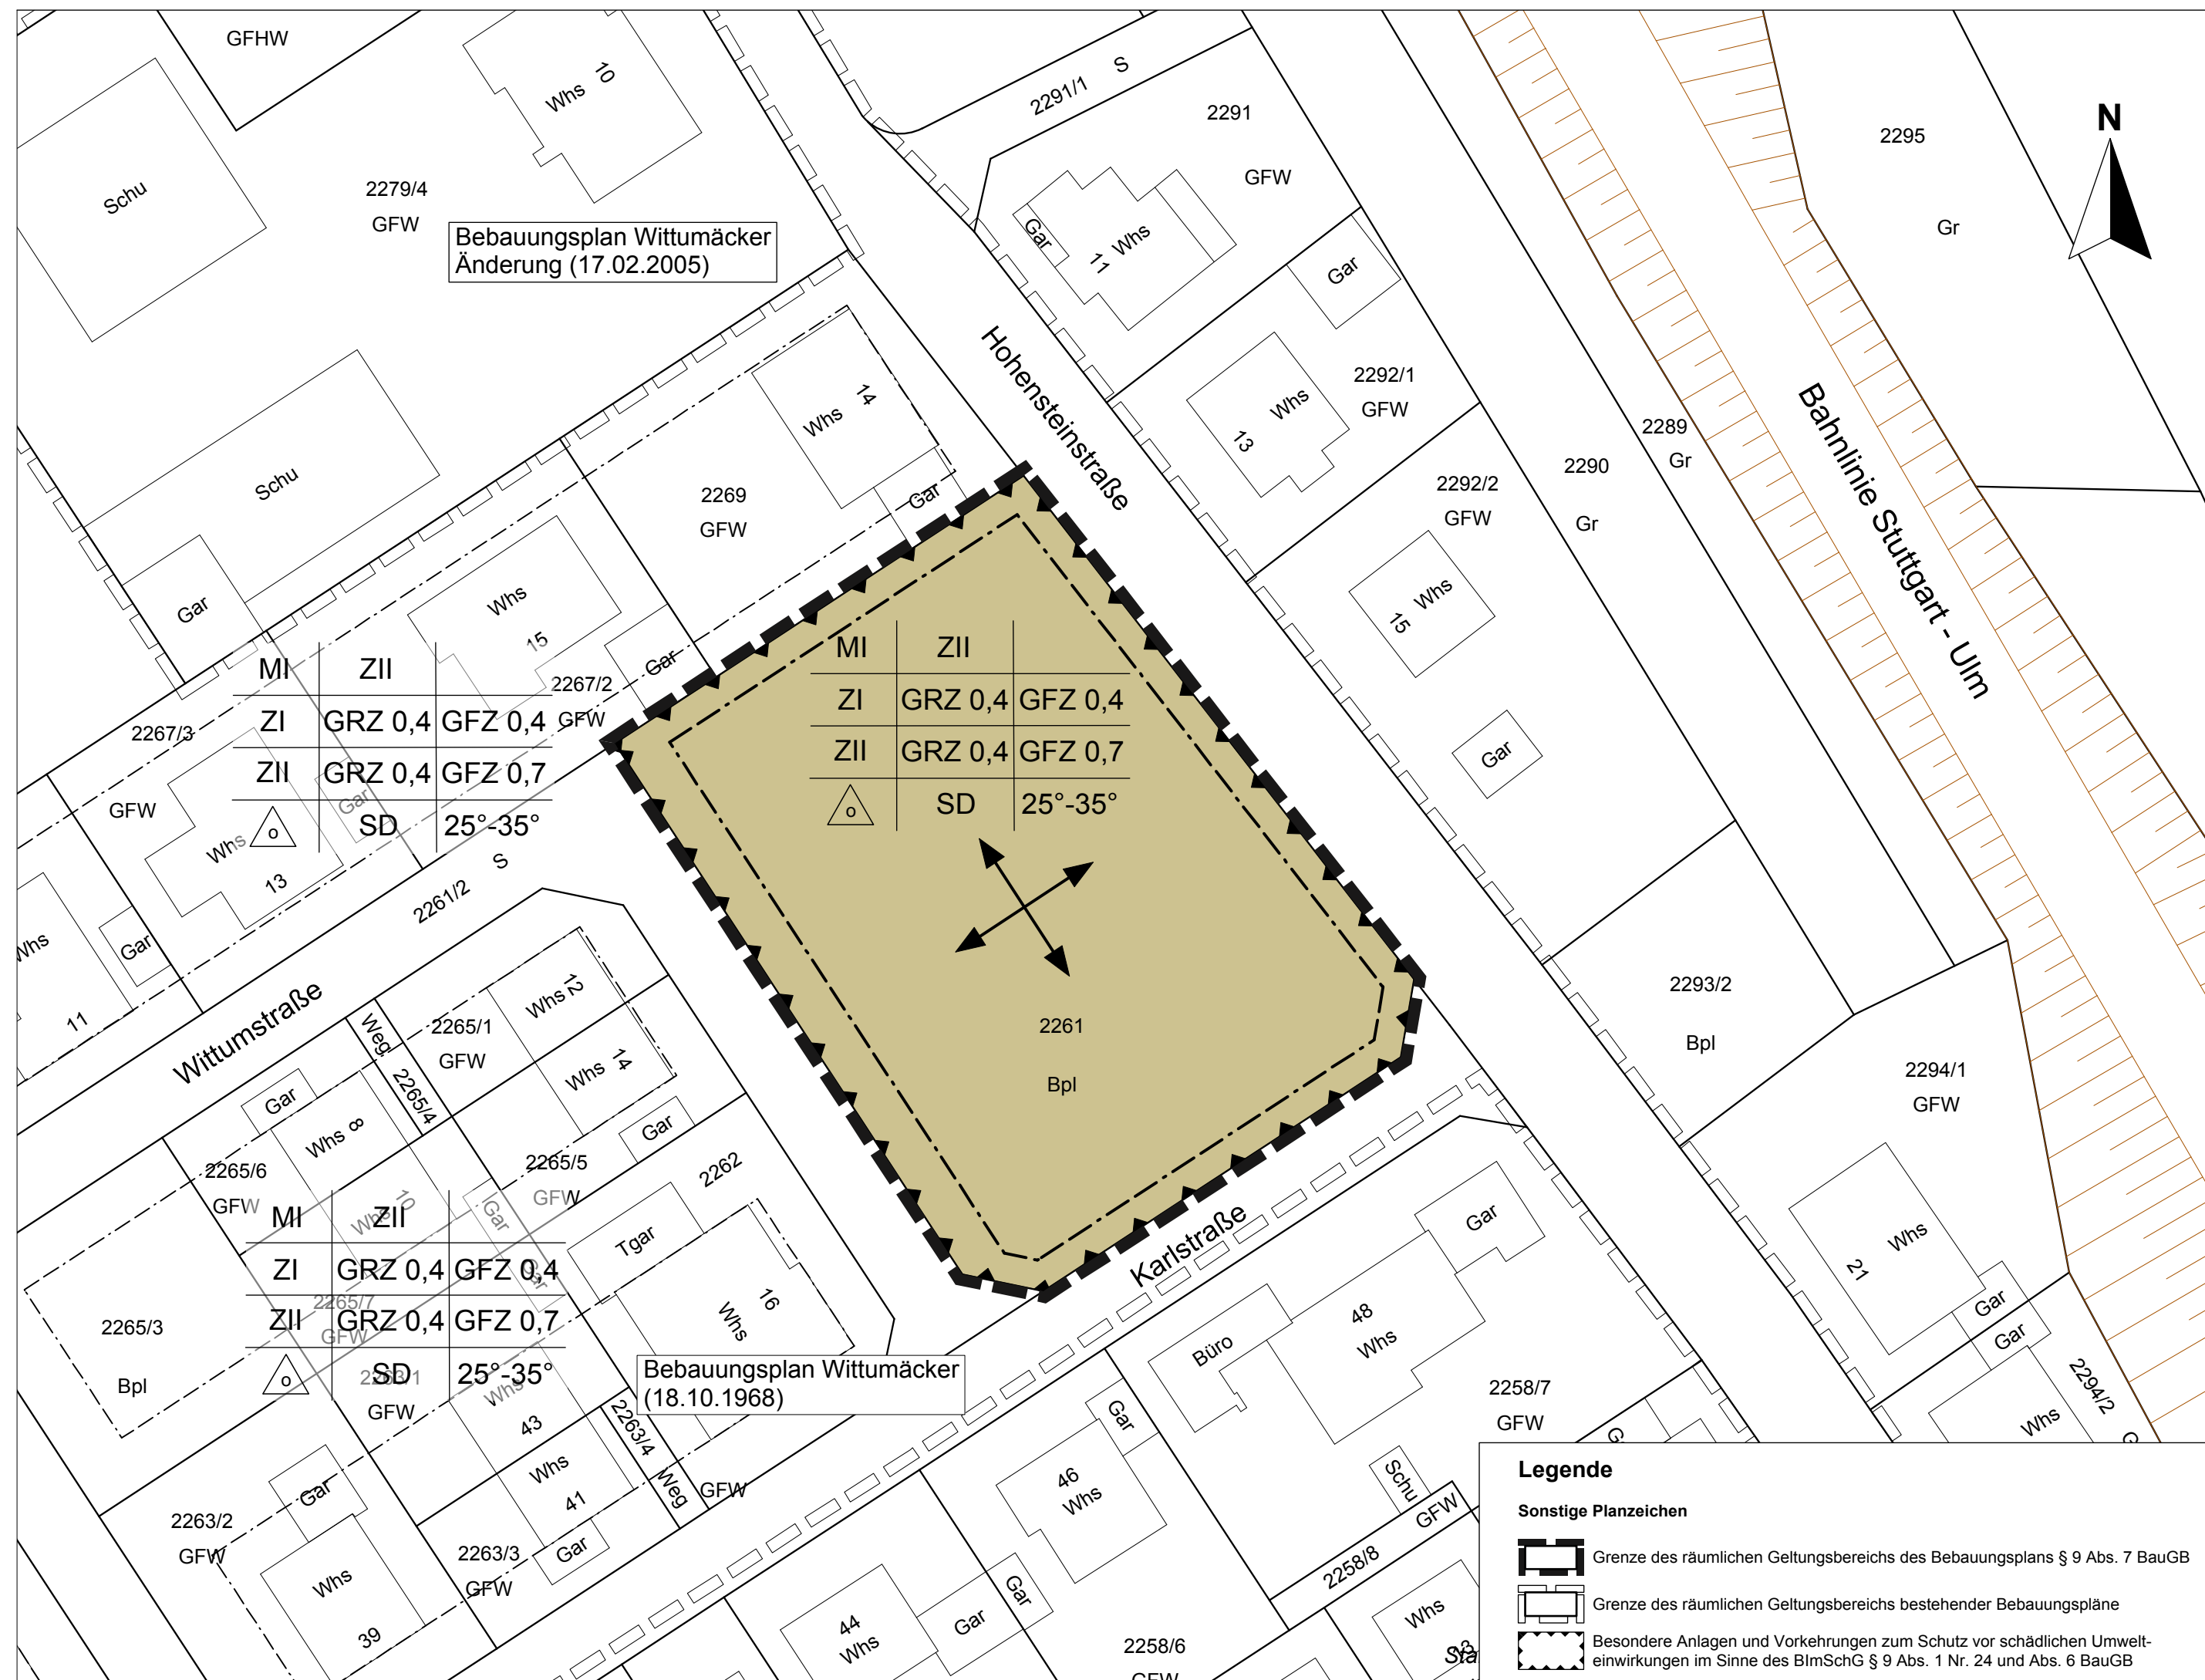 GFHW
Whs 10
Schu
2279/4
GFW
Bebauungsplan Wittumäcker
Änderung (17.02.2005)
2291/1 S
2291
GFW
Gar
11 Whs
Gar
2295
Gr
N
Hohensteinstraße
Whs 14
Gar
2269
GFW
Schu
Gar
Whs
15
Gar
2267/2
GFW
2292/1
GFW
Whs
13
2292/2
GFW
2289
Gr
2290
Gr
Bahnlinie Stuttgart - Ulm
15 Whs
Gar
MI ZII
ZI GRZ 0,4 GFZ 0,4
ZII GRZ 0,4 GFZ 0,7
o SD 25°-35°
2267/3
GFW
Whs
13
Gar
MI ZII
ZI GRZ 0,4 GFZ 0,4
ZII GRZ 0,4 GFZ 0,7
o SD 25°-35°
2261
Bpl
2261/2 S
Whs
11
Gar
Wittumstraße
Weg
2265/4
2265/1
GFW
Whs 12
Whs 14
Gar
2265/5
GFW
Gar
Whs 8
2265/6
GFW
Whs 10
Gar
Gar
MI ZII
ZI GRZ 0,4 GFZ 0,4
ZII GRZ 0,4 GFZ 0,7
o SD 25°-35°
2265/7
GFW
2265/3
Bpl
2263/1
GFW
Whs
43
2262
Tgar
Whs 16
Bebauungsplan Wittumäcker
(18.10.1968)
Karlstraße
2293/2
Bpl
2294/1
GFW
21 Whs
Gar
Gar
2294/2
Whs
Büro
48
Whs
Gar
2258/7
GFW
2263/4
Weg
GFW
Whs
41
Gar
2263/3
GFW
2263/2
GFW
Gar
Whs
39
Gar
46
Whs
Schu
GFW
2258/8
44
Whs
Gar
Gar
2258/6
GFW
Whs
Legende
Sonstige Planzeichen
Grenze des räumlichen Geltungsbereichs des Bebauungsplans § 9 Abs. 7 BauGB
Grenze des räumlichen Geltungsbereichs bestehender Bebauungspläne
Besondere Anlagen und Vorkehrungen zum Schutz vor schädlichen Umwelt-
einwirkungen im Sinne des BImSchG § 9 Abs. 1 Nr. 24 und Abs. 6 BauGB